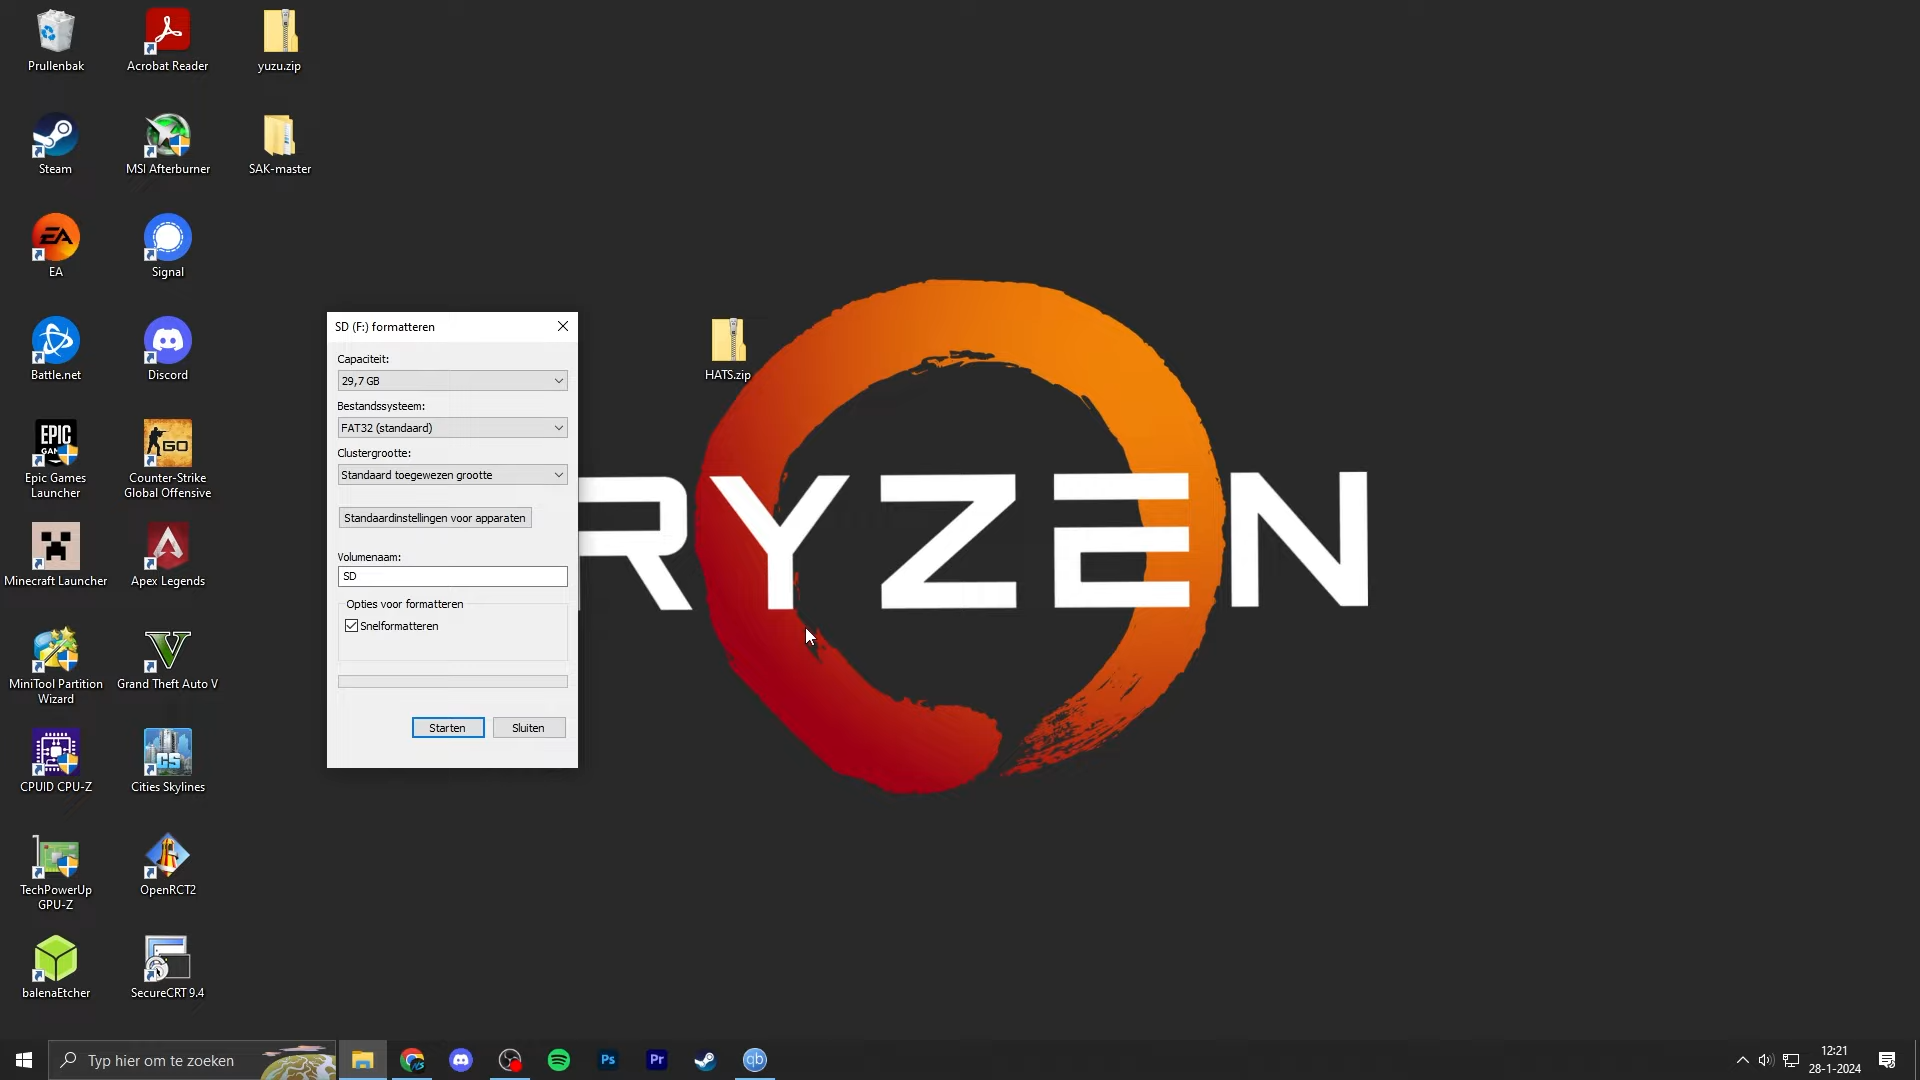 Prullenbak
Acrobat Reader
yuzu.zip
Steam
MSI Afterburner
SAK-master
EA
EA
Signal
Battle.net
Discord
HATS.zip
EPIC
GAMES
Epic Games
Launcher
GO
Counter-Strike
Global Offensive
Minecraft Launcher
Apex Legends
MiniTool Partition
Wizard
V
Grand Theft Auto V
CPUID CPU-Z
CS
Cities Skylines
TechPowerUp
GPU-Z
OpenRCT2
balenaEtcher
SecureCRT 9.4
SD (F:) formatteren
Capaciteit:
29,7 GB
Bestandssysteem:
FAT32 (standaard)
Clustergrootte:
Standaard toegewezen grootte
Standaardinstellingen voor apparaten
Volumenaam:
SD
Opties voor formatteren
Snelformatteren
Starten
Sluiten
RYZEN
Typ hier om te zoeken
Ps
Pr
qb
12:21
28-1-2024